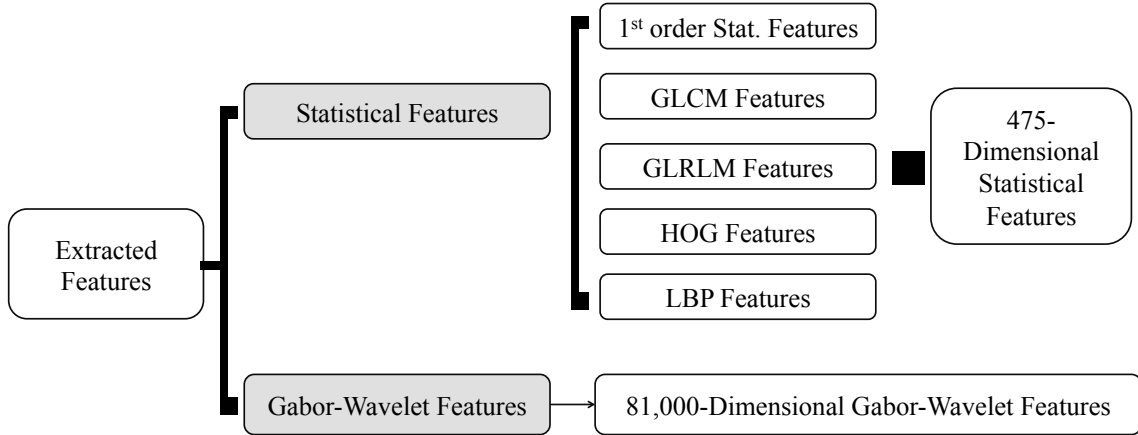 Extracted
Features
Statistical Features
1st order Stat. Features
GLCM Features
GLRLM Features
HOG Features
LBP Features
475-
Dimensional
Statistical
Features
Gabor-Wavelet Features
81,000-Dimensional Gabor-Wavelet Features